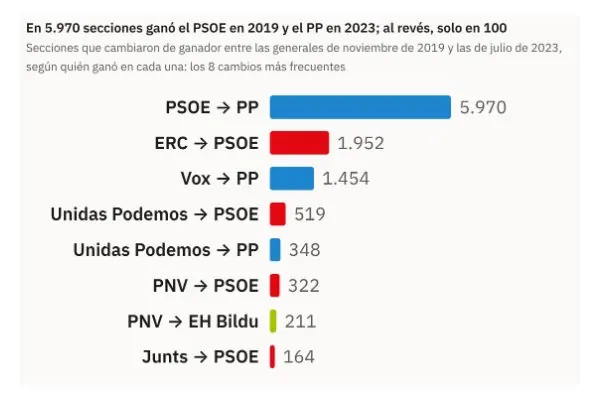 En 5.970 secciones ganó el PSOE en 2019 y el PP en 2023; al revés, solo en 100
Secciones que cambiaron de ganador entre las generales de noviembre de 2019 y las de julio de 2023,
según quién ganó en cada una: los 8 cambios más frecuentes
PSOE → PP 5.970
ERC → PSOE 1.952
Vox → PP 1.454
Unidas Podemos → PSOE 519
Unidas Podemos → PP 348
PNV → PSOE 322
PNV → EH Bildu 211
Junts → PSOE 164